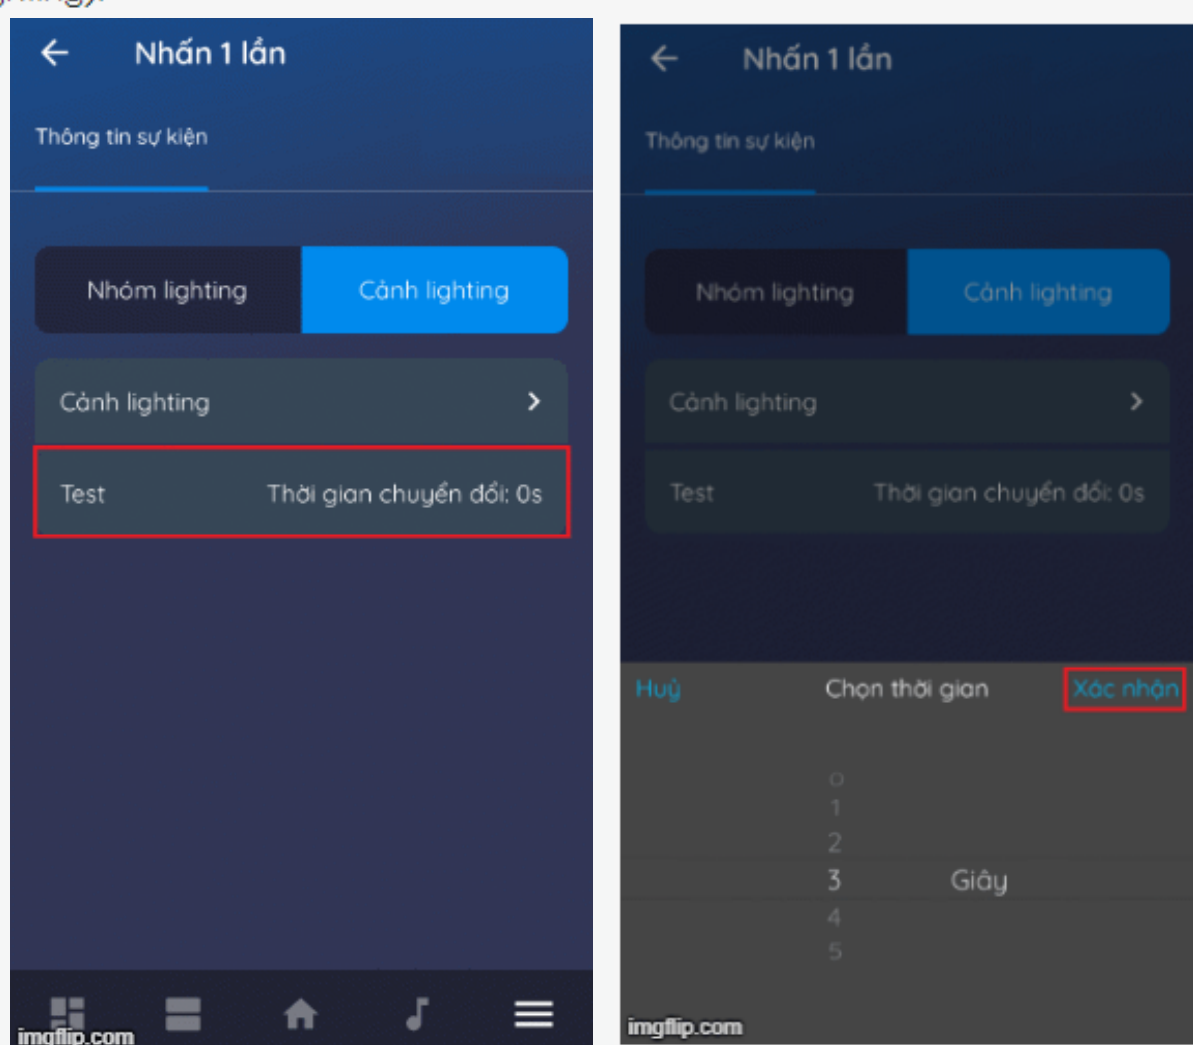 Nhấn 1 lần
Thông tin sự kiện
Nhóm lighting
Cảnh lighting
Cảnh lighting
Test
Thời gian chuyển đổi: 0s
imgflip.com
Nhấn 1 lần
Thông tin sự kiện
Nhóm lighting
Cảnh lighting
Cảnh lighting
Test
Thời gian chuyển đổi: 0s
Huỷ
Chọn thời gian
Xác nhận
0
1
2
3 Giây
4
5
imgflip.com